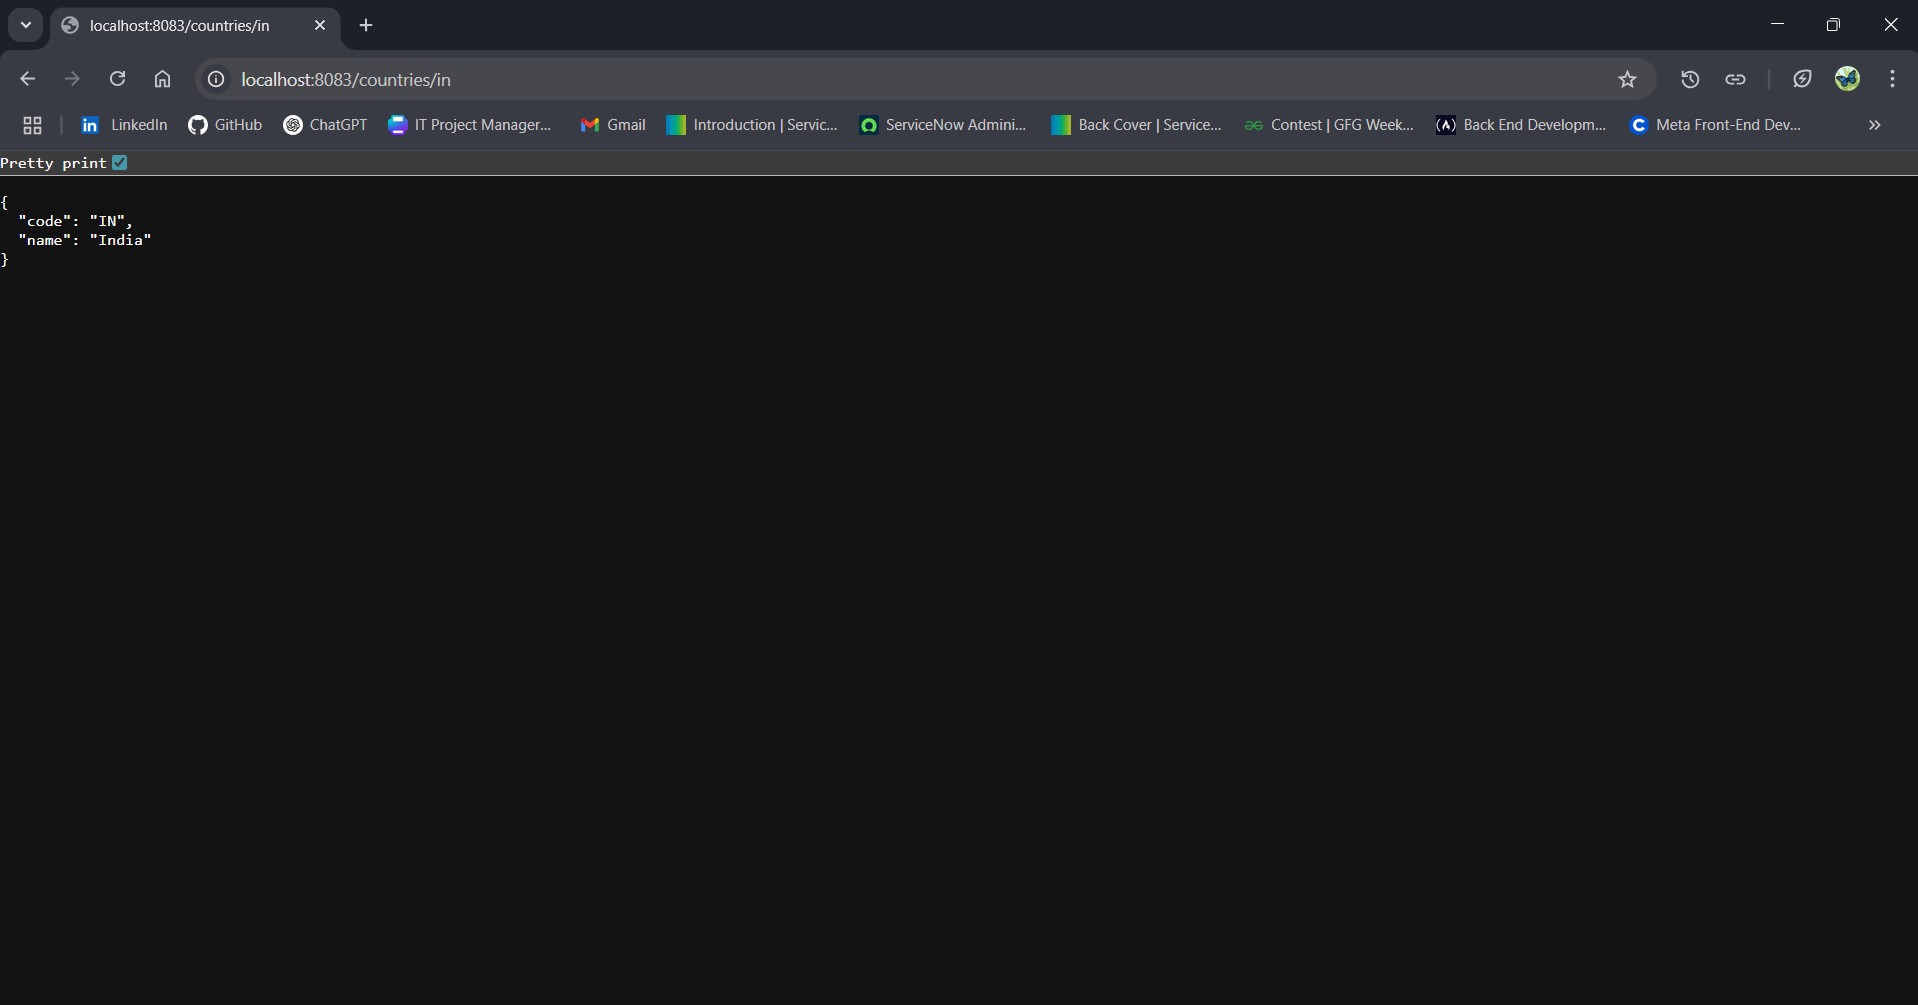 localhost:8083/countries/in
localhost:8083/countries/in
LinkedIn GitHub ChatGPT IT Project Manager... Gmail Introduction | Servic... ServiceNow Admini... Back Cover | Service... Contest | GFG Week... Back End Developm... Meta Front-End Dev...
Pretty print
{
"code": "IN",
"name": "India"
}